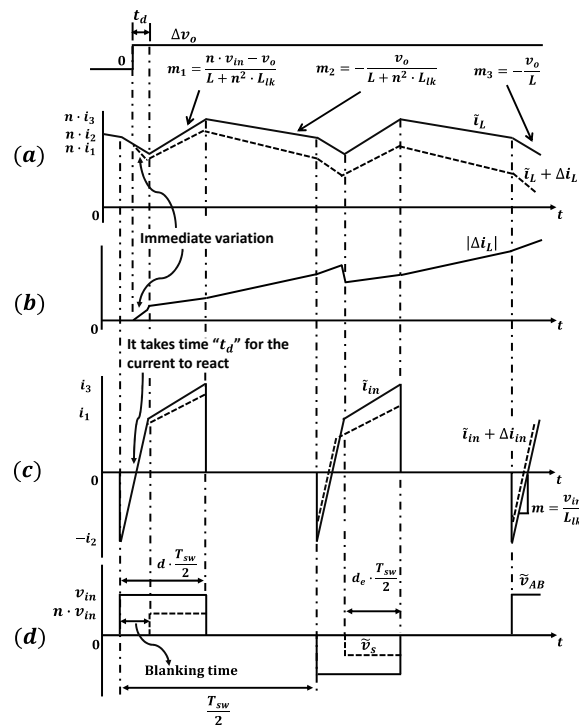 t_d
0
Δv_o
m_1 = (n · v_in − v_o) / (L + n^2 · L_lk)
m_2 = − v_o / (L + n^2 · L_lk)
m_3 = − v_o / L
n · i_3
n · i_2
n · i_1
ĩ_L
ĩ_L + Δi_L
(a)
0
t
Immediate variation
|Δi_L|
(b)
0
t
It takes time “t_d” for the
current to react
i_3
i_1
ĩ_in
ĩ_in + Δi_in
(c)
0
t
m = v_in / L_lk
−i_2
d · T_sw / 2
d_e · T_sw / 2
v_in
ṽ_AB
n · v_in
(d)
0
t
ṽ_s
Blanking time
T_sw / 2